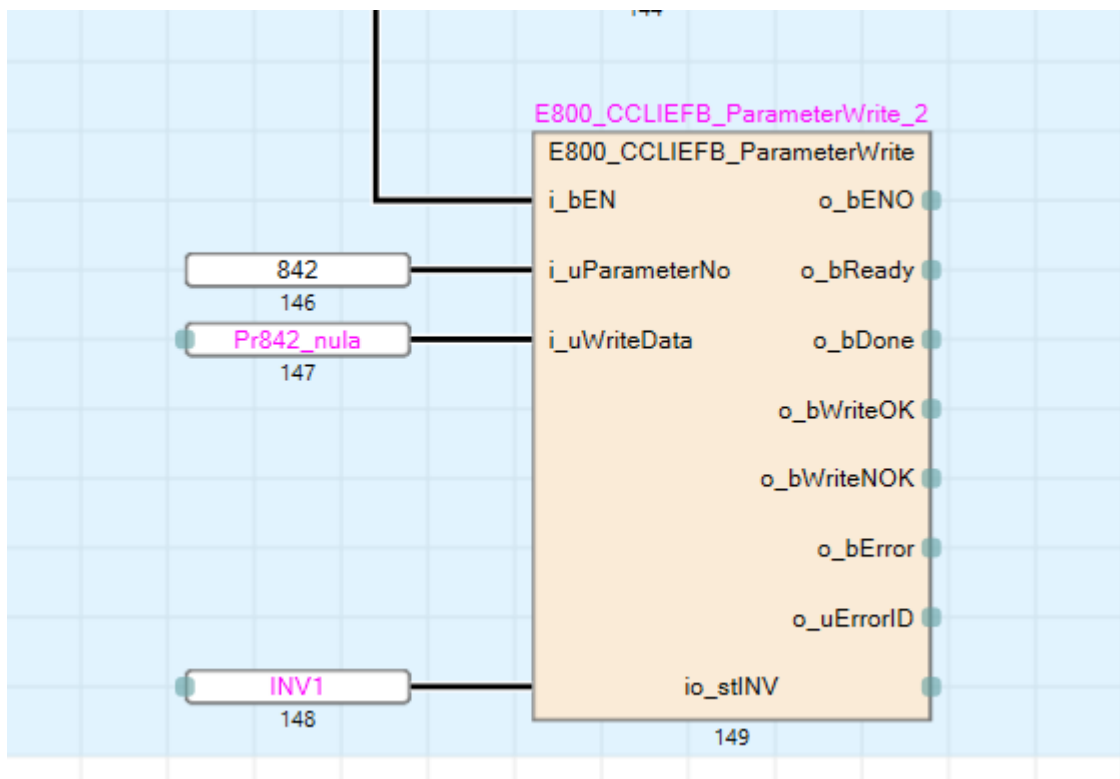 144
E800_CCLIEFB_ParameterWrite_2
E800_CCLIEFB_ParameterWrite
i_bEN o_bENO
842 i_uParameterNo o_bReady
146
Pr842_nula i_uWriteData o_bDone
147
o_bWriteOK
o_bWriteNOK
o_bError
o_uErrorID
INV1 io_stINV
148
149